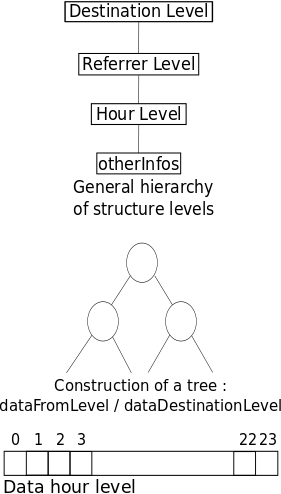 Destination Level
Referrer Level
Hour Level
otherInfos
General hierarchy
of structure levels
Construction of a tree :
dataFromLevel / dataDestinationLevel
0 1 2 3 22 23
Data hour level